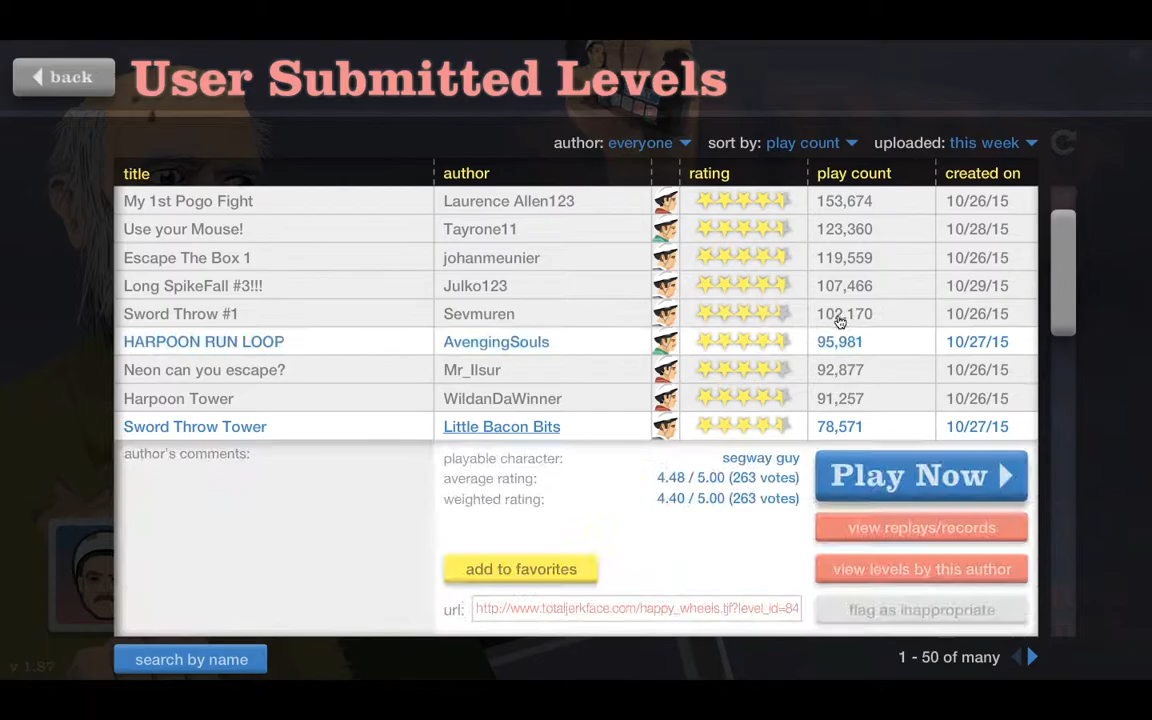 back
User Submitted Levels
author: everyone sort by: play count uploaded: this week
title author rating play count created on
My 1st Pogo Fight Laurence Allen123 153,674 10/26/15
Use your Mouse! Tayrone11 123,360 10/28/15
Escape The Box 1 johanmeunier 119,559 10/26/15
Long SpikeFall #3!!! Julko123 107,466 10/29/15
Sword Throw #1 Sevmuren 102,170 10/26/15
HARPOON RUN LOOP AvengingSouls 95,981 10/27/15
Neon can you escape? Mr_Ilsur 92,877 10/26/15
Harpoon Tower WildanDaWinner 91,257 10/26/15
Sword Throw Tower Little Bacon Bits 78,571 10/27/15
author's comments:
playable character: segway guy
average rating: 4.48 / 5.00 (263 votes)
weighted rating: 4.40 / 5.00 (263 votes)
Play Now
view replays/records
add to favorites
view levels by this author
url: http://www.totaljerkface.com/happy_wheels.tjf?level_id=84
flag as inappropriate
v 1.87
search by name
1 - 50 of many